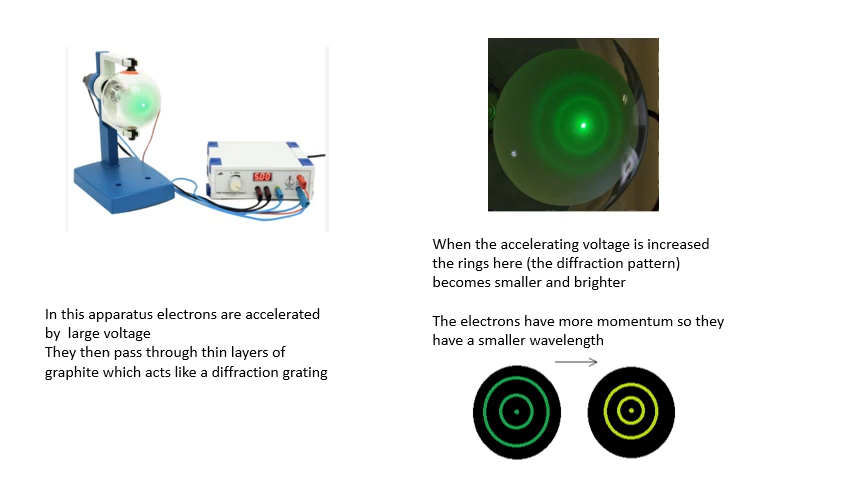 5.00
In this apparatus electrons are accelerated
by  large voltage
They then pass through thin layers of
graphite which acts like a diffraction grating
When the accelerating voltage is increased
the rings here (the diffraction pattern)
becomes smaller and brighter
The electrons have more momentum so they
have a smaller wavelength